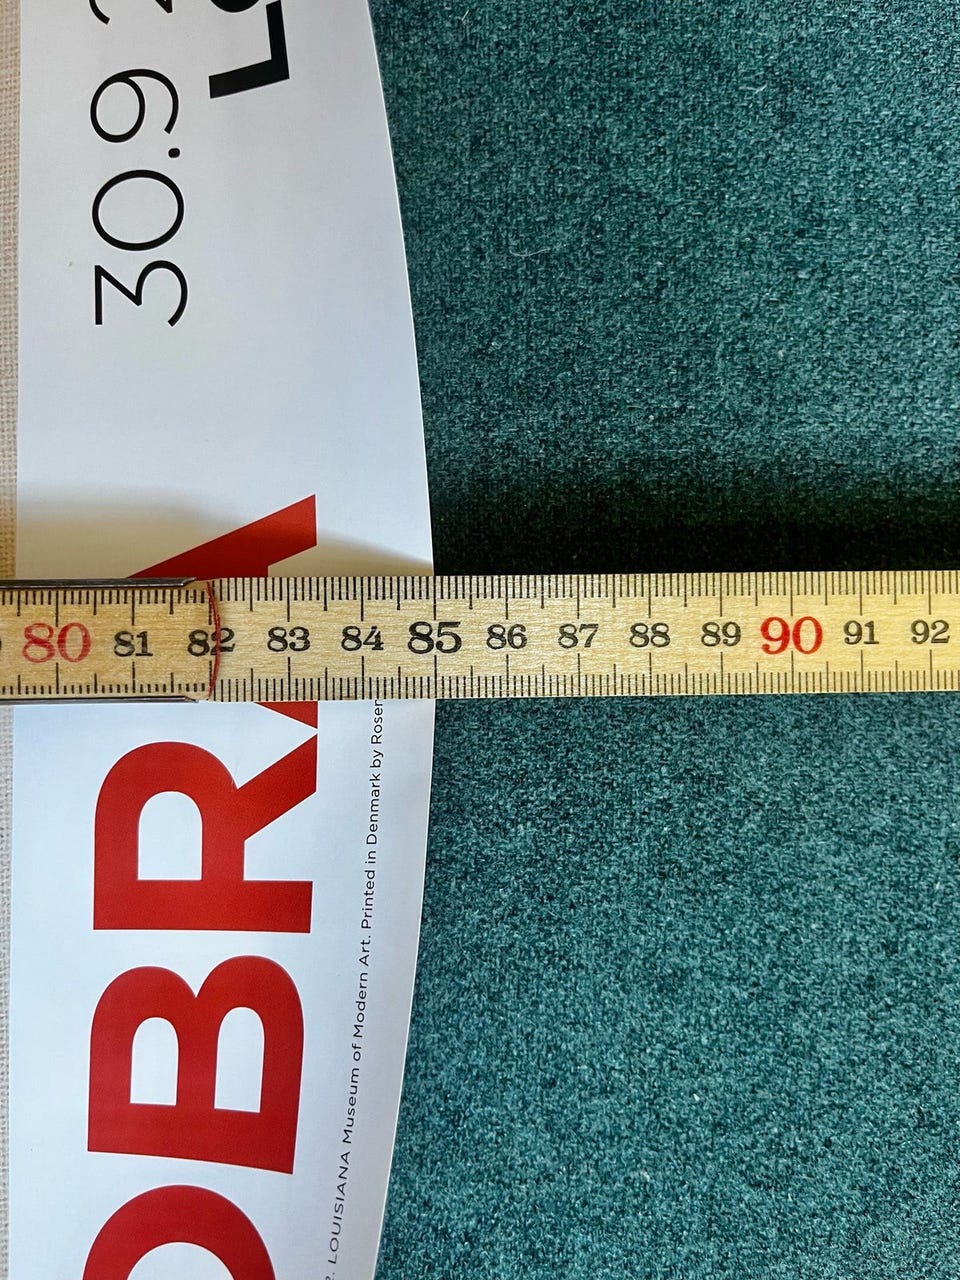 30.9
L
OBRA
LOUISIANA Museum of Modern Art. Printed in Denmark by Rosen
80 81 82 83 84 85 86 87 88 89 90 91 92